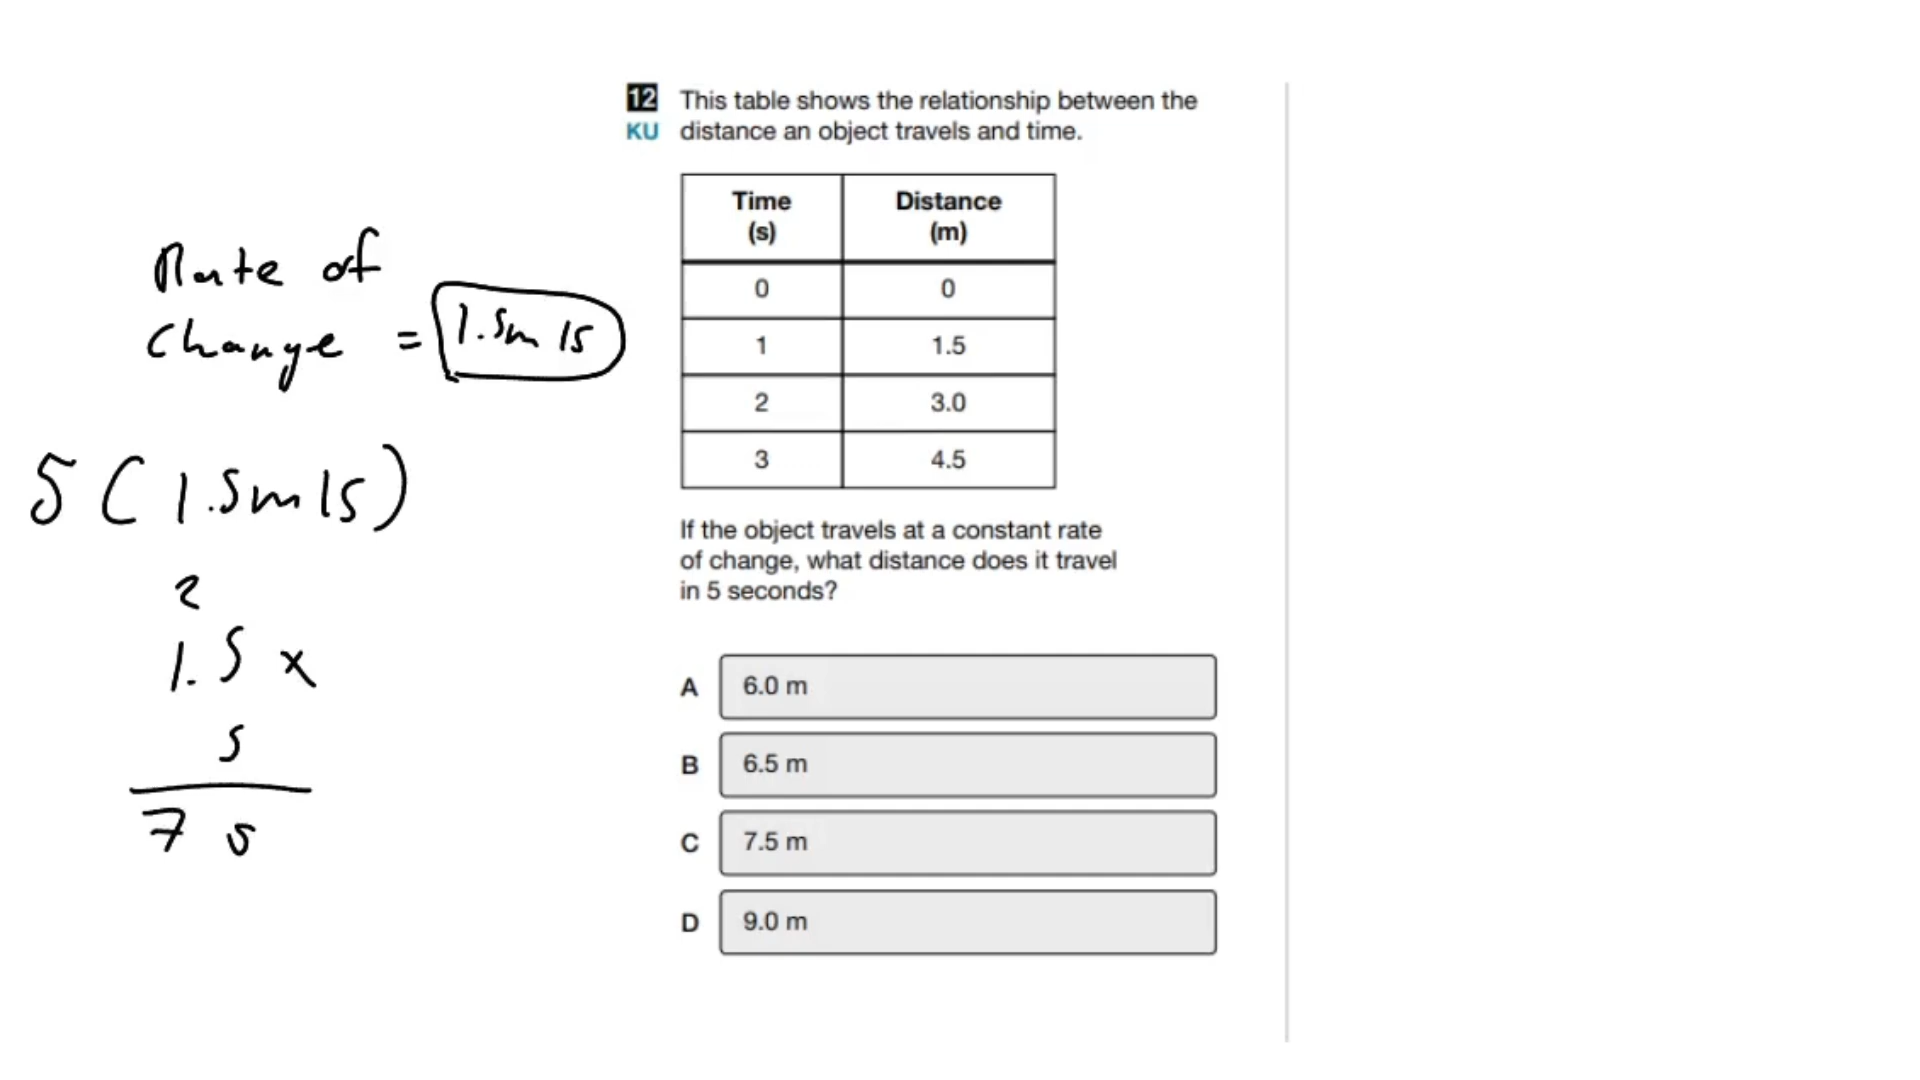 Rate of
Change = 1.5m/s
5(1.5m/s)
2
1.5 x
5
7 5
12 This table shows the relationship between the
KU distance an object travels and time.
Time (s) Distance (m)
0 0
1 1.5
2 3.0
3 4.5
If the object travels at a constant rate
of change, what distance does it travel
in 5 seconds?
A 6.0 m
B 6.5 m
C 7.5 m
D 9.0 m